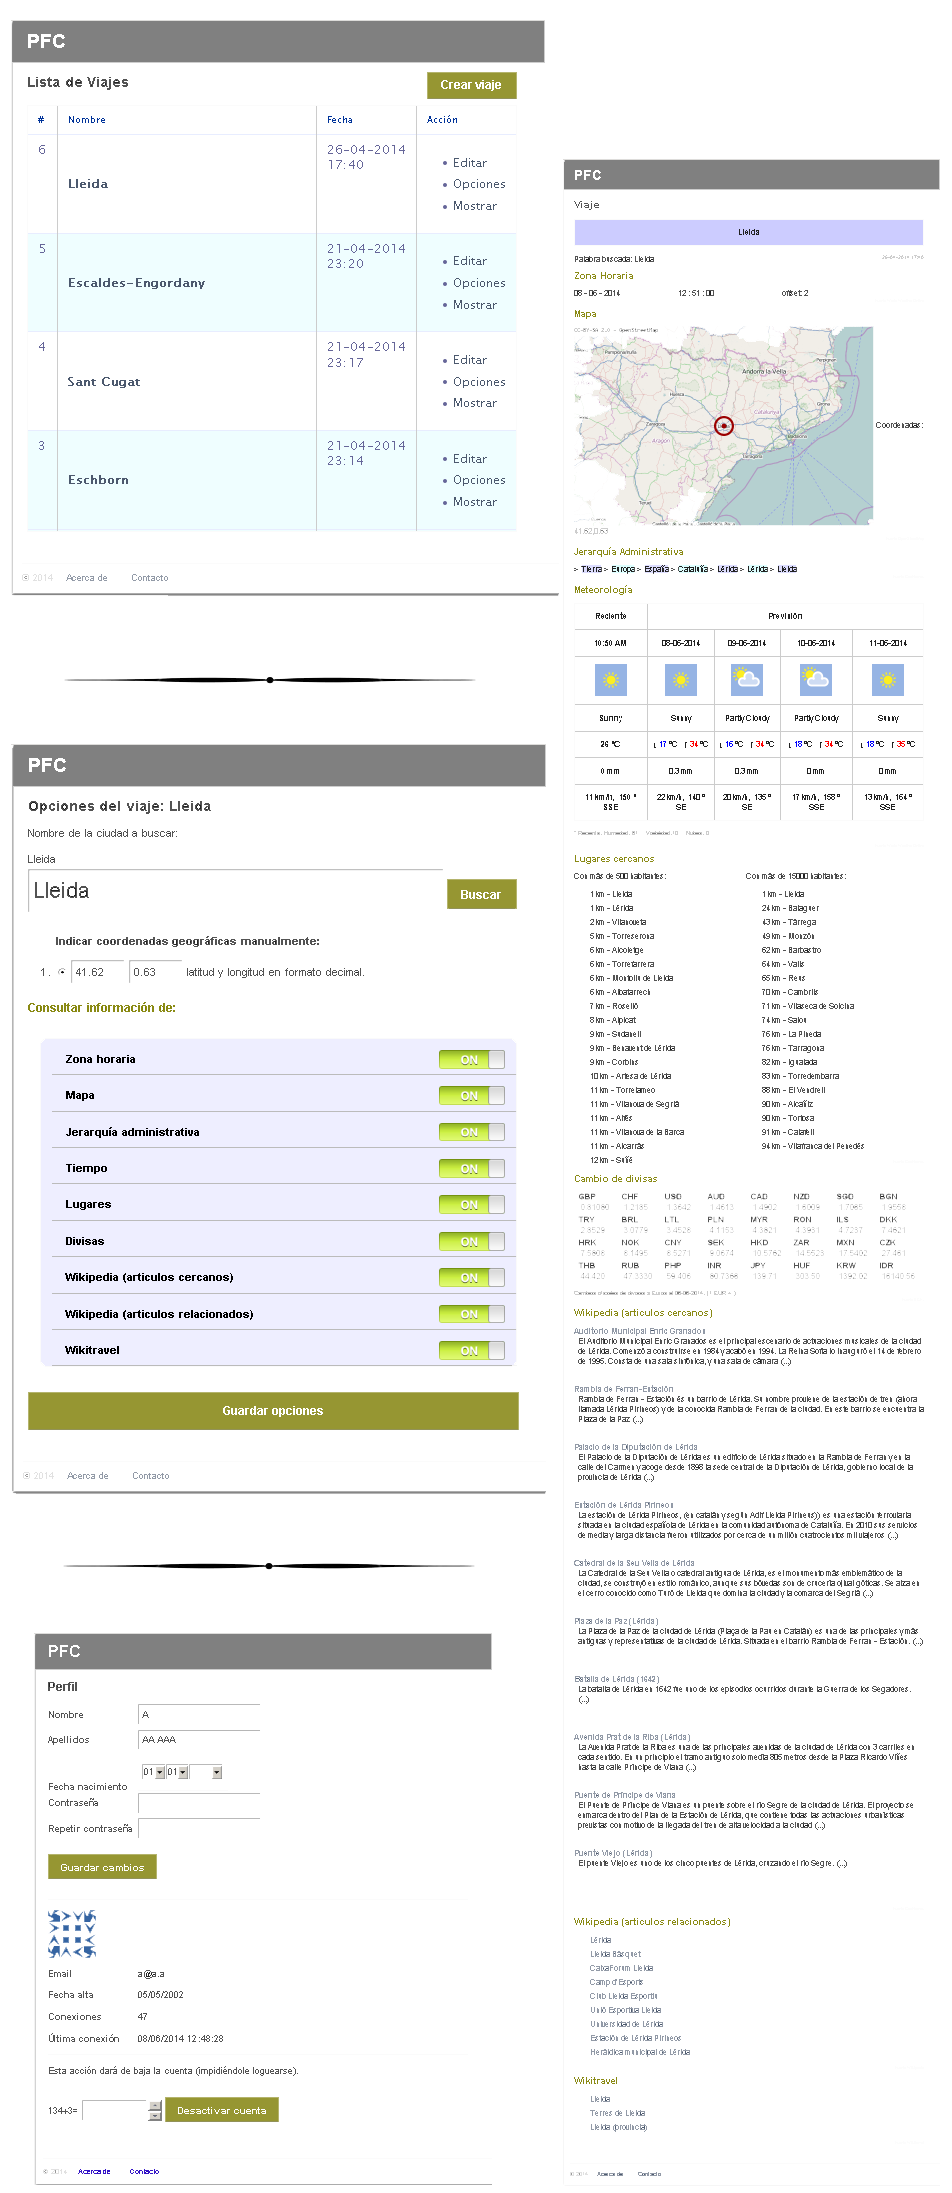 PFC
Lista de Viajes
Crear viaje
# Nombre Fecha Acción
6 Lleida 26-04-2014 17:40
Editar
Opciones
Mostrar
5 Escaldes-Engordany 21-04-2014 23:20
Editar
Opciones
Mostrar
4 Sant Cugat 21-04-2014 23:17
Editar
Opciones
Mostrar
3 Eschborn 21-04-2014 23:14
Editar
Opciones
Mostrar
© 2014 Acerca de Contacto
PFC
Opciones del viaje: Lleida
Nombre de la ciudad a buscar:
Lleida
Lleida
Buscar
Indicar coordenadas geográficas manualmente:
1. 41.62 0.63 latitud y longitud en formato decimal.
Consultar información de:
Zona horaria ON
Mapa ON
Jerarquía administrativa ON
Tiempo ON
Lugares ON
Divisas ON
Wikipedia (articulos cercanos) ON
Wikipedia (articulos relacionados) ON
Wikitravel ON
Guardar opciones
© 2014 Acerca de Contacto
PFC
Perfil
Nombre A
Apellidos AA AAA
01 01
Fecha nacimiento
Contraseña
Repetir contraseña
Guardar cambios
Email a@a.a
Fecha alta 05/05/2002
Conexiones 47
Última conexión 08/06/2014 12:48:28
Esta acción dará de baja la cuenta (impidiéndole loguearse).
134+3= Desactivar cuenta
© 2014 Acerca de Contacto
PFC
Viaje
Lleida
Palabra buscada: Lleida
Zona Horaria
08-06-2014 12:51:00 offset: 2
Mapa
CC-BY-SA 2.0 - OpenStreetMap
Andorra la Vella
Perpignan
Girona
Catalunya
Huesca
Zaragoza
Aragón
Badalona
Tarragona
Teruel
Coordenadas:
41.62,0.63
Jerarquía Administrativa
> Tierra > Europa > España > Cataluña > Lérida > Lérida > Lleida
Meteorología
Reciente Previsión
10:50 AM 08-06-2014 09-06-2014 10-06-2014 11-06-2014
Sunny Sunny Partly Cloudy Partly Cloudy Sunny
26 ºC ↓ 17 ºC ↑ 34 ºC ↓ 16 ºC ↑ 34 ºC ↓ 18 ºC ↑ 34 ºC ↓ 18 ºC ↑ 35 ºC
0 mm 0.3 mm 0.3 mm 0 mm 0 mm
11 km/h, 150 º SSE 22 km/h, 140 º SE 20 km/h, 135 º SE 17 km/h, 158 º SSE 13 km/h, 164 º SSE
Lugares cercanos
Con más de 500 habitantes:
1 km - Lleida
1 km - Lérida
2 km - Vilanoueta
5 km - Torreserona
6 km - Alcoletge
6 km - Torrefarrera
6 km - Montoliu de Lleida
6 km - Albatarrech
7 km - Roselló
8 km - Alpicat
9 km - Sudanell
9 km - Benavent de Lérida
9 km - Corbins
10 km - Artesa de Lérida
11 km - Torrelameo
11 km - Vilanova de Segriá
11 km - Alfés
11 km - Vilanova de la Barca
11 km - Alcarràs
12 km - Suñé
Con más de 15000 habitantes:
1 km - Lleida
24 km - Balaguer
43 km - Tàrrega
49 km - Monzón
62 km - Barbastro
64 km - Valls
65 km - Reus
70 km - Cambrils
71 km - Vilaseca de Solcina
74 km - Salou
76 km - La Pineda
76 km - Tarragona
82 km - Igualada
83 km - Torredembarra
88 km - El Vendrell
90 km - Alcañiz
90 km - Tortosa
91 km - Calafell
94 km - Vilafranca del Penedès
Cambio de divisas
GBP CHF USD AUD CAD NZD SGD BGN
TRY BRL LTL PLN MYR RON ILS DKK
HRK NOK CNY SEK HKD ZAR MXN CZK
THB RUB PHP INR JPY HUF KRW IDR
Wikipedia (articulos cercanos)
Auditorio Municipal Enric Granados
El Auditorio Municipal Enric Granados es el principal escenario de actuaciones musicales de la ciudad
de Lérida. Comenzó a construirse en 1984 y acabó en 1994. La Reina Sofía lo inauguró el 14 de febrero
de 1995. Consta de una sala sinfónica, y una sala de cámara (...)
Rambla de Ferran-Estación
Rambla de Ferran - Estación és un barrio de Lérida. Su nombre proviene de la estación de tren (ahora
llamada Lérida Pirineos) y de la conocida Rambla de Ferran de la ciudad. En este barrio se encuentra la
Plaza de la Paz (...)
Palacio de la Diputación de Lérida
El Palacio de la Diputación de Lérida es un edificio de Lérida situado en la Rambla de Ferran y en la
calle del Carmen y acoge desde 1898 la sede central de la Diputación de Lérida, gobierno local de la
provincia de Lérida (...)
Estación de Lérida Pirineos
La estación de Lérida Pirineos, (en catalán y según Adif Lleida Pirineus)) es una estación ferroviaria
situada en la ciudad española de Lérida en la comunidad autónoma de Cataluña. En 2010 sus servicios
de media y larga distancia fueron utilizados por cerca de un millón cuatrocientos mil viajeros (...)
Catedral de la Seu Vella de Lérida
La Catedral de la Seu Vella o catedral antigua de Lérida, es el monumento más emblemático de la
ciudad, se construyó en estilo románico, aunque sus bóvedas son de crucería ojival góticas. Se alza en
el cerro conocido como Turó de Lleida que domina la ciudad y la comarca del Segriá (...)
Plaza de la Paz (Lérida)
La Plaza de la Paz de la ciudad de Lérida (Plaça de la Pau en Catalán) es una de las principales y más
antiguas y representativas de la ciudad de Lérida. Situada en el barrio Rambla de Ferran - Estación. (...)
Batalla de Lérida (1642)
La batalla de Lérida en 1642 fue uno de los episodios ocurridos durante la Guerra de los Segadores.
(...)
Avenida Prat de la Riba (Lérida)
La Avenida Prat de la Riba es una de las principales avenidas de la ciudad de Lérida con 3 carriles en
cada sentido. En un principio el tramo antiguo solo medía 805 metros desde la Plaza Ricardo Viñes
hasta la calle Príncipe de Viana (...)
Puente de Príncipe de Viana
El Puente de Príncipe de Viana es un puente sobre el río Segre de la ciudad de Lérida. El proyecto se
enmarca dentro del Plan de la Estación de Lérida, que contiene todas las actuaciones urbanísticas
previstas con motivo de la llegada del tren de alta velocidad a la ciudad (...)
Puente Viejo (Lérida)
El puente Viejo es uno de los cinco puentes de Lérida, cruzando el río Segre. (...)
Wikipedia (articulos relacionados)
Lérida
Lleida Bàsquet
CaixaForum Lleida
Camp d'Esports
Club Lleida Esportiu
Unió Esportiva Lleida
Universidad de Lérida
Estación de Lérida Pirineos
Heráldica municipal de Lérida
Wikitravel
Lleida
Terres de Lleida
Lleida (provincia)
© 2014 Acerca de Contacto